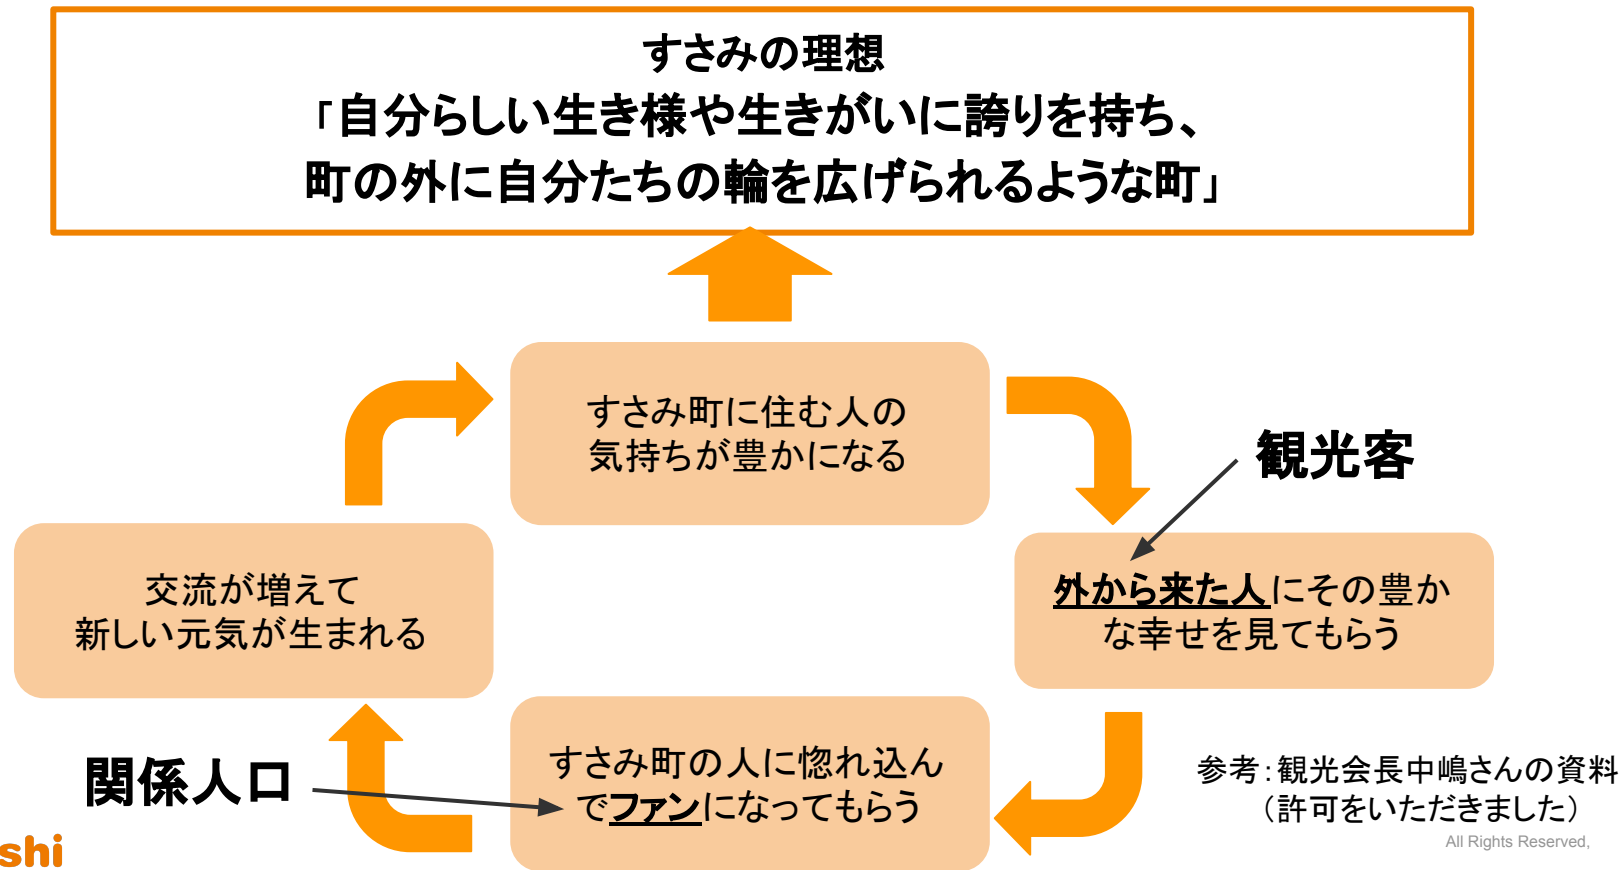 すさみの理想
「自分らしい生き様や生きがいに誇りを持ち、
町の外に自分たちの輪を広げられるような町」
すさみ町に住む人の
気持ちが豊かになる
観光客
外から来た人にその豊か
な幸せを見てもらう
交流が増えて
新しい元気が生まれる
すさみ町の人に惚れ込ん
でファンになってもらう
関係人口
参考：観光会長中嶋さんの資料
（許可をいただきました）
shi
All Rights Reserved,